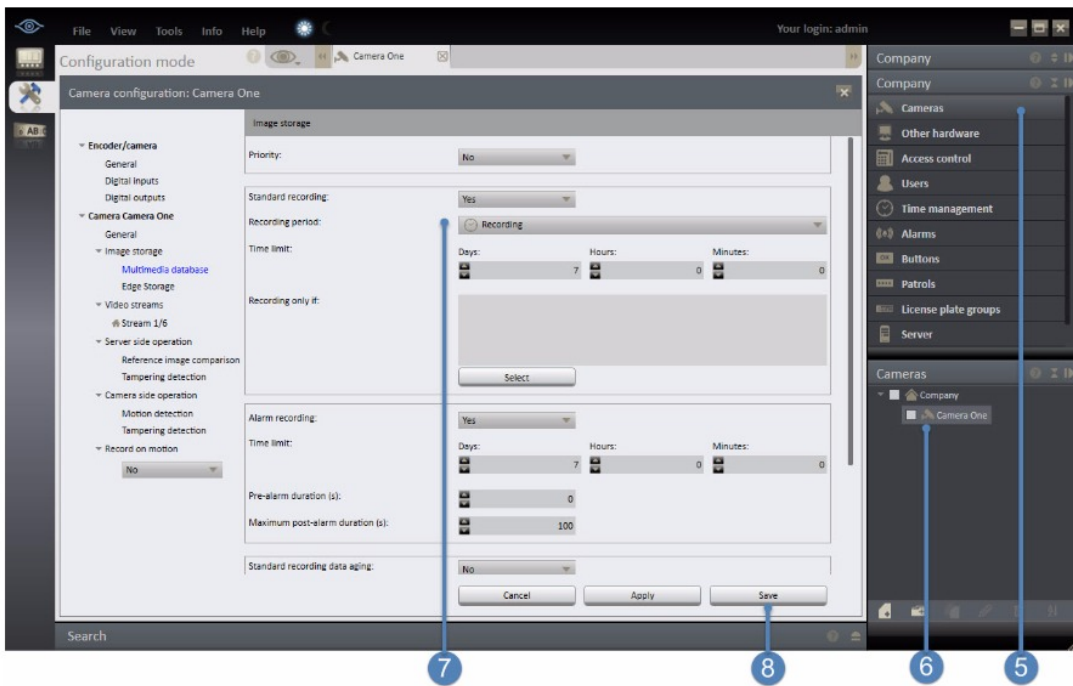 File View Tools Info Help
Your login: admin
Configuration mode
Camera One
Camera configuration: Camera One
Encoder/camera
General
Digital inputs
Digital outputs
Camera Camera One
General
Image storage
Multimedia database
Edge Storage
Video streams
Stream 1/6
Server side operation
Reference image comparison
Tampering detection
Camera side operation
Motion detection
Tampering detection
Record on motion
No
Image storage
Priority: No
Standard recording: Yes
Recording period: Recording
Time limit: Days: Hours: Minutes:
7 0 0
Recording only if:
Select
Alarm recording: Yes
Time limit: Days: Hours: Minutes:
7 0 0
Pre-alarm duration (s): 0
Maximum post-alarm duration (s): 100
Standard recording data aging: No
Cancel Apply Save
Search
Company
Company
Cameras
Other hardware
Access control
Users
Time management
Alarms
OK Buttons
Patrols
License plate groups
Server
Cameras
Company
Camera One
7 8 6 5